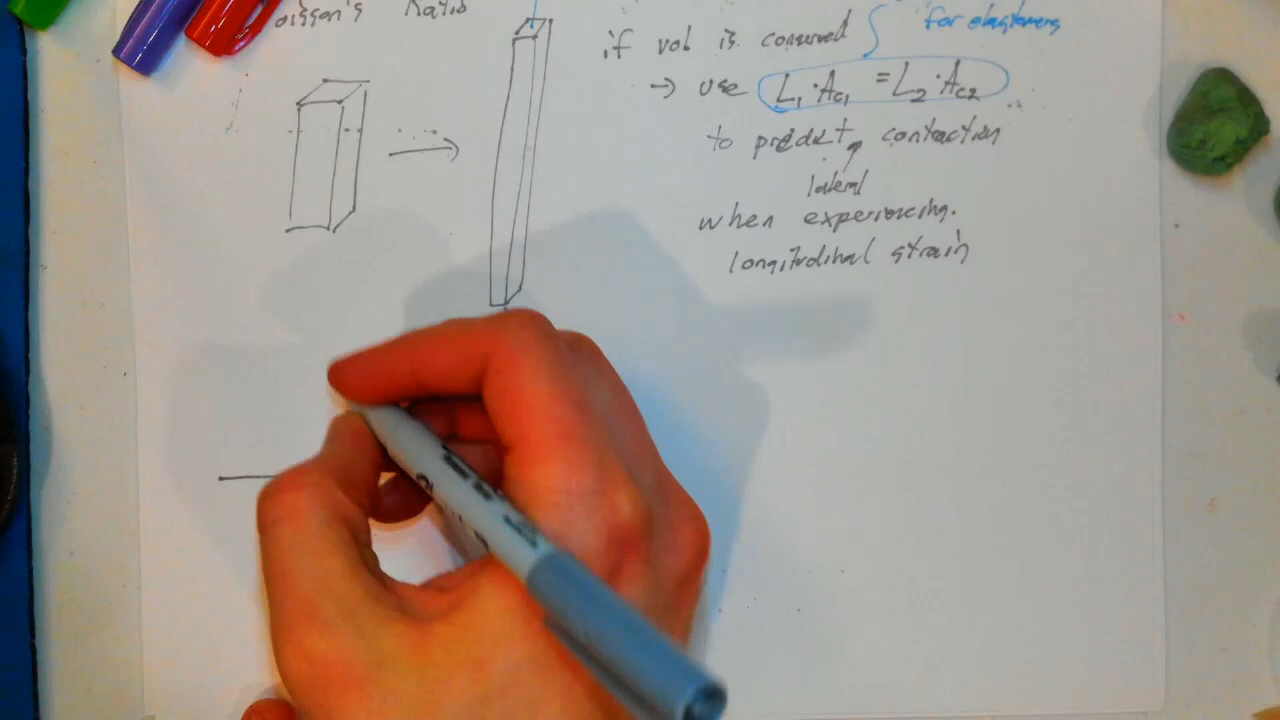 oisson's Ratio
if vol is conserved
for elastomers
→ use L₁·Ac₁ = L₂·Ac₂
to predict, contraction
lateral
when experiencing.
longitudinal strain